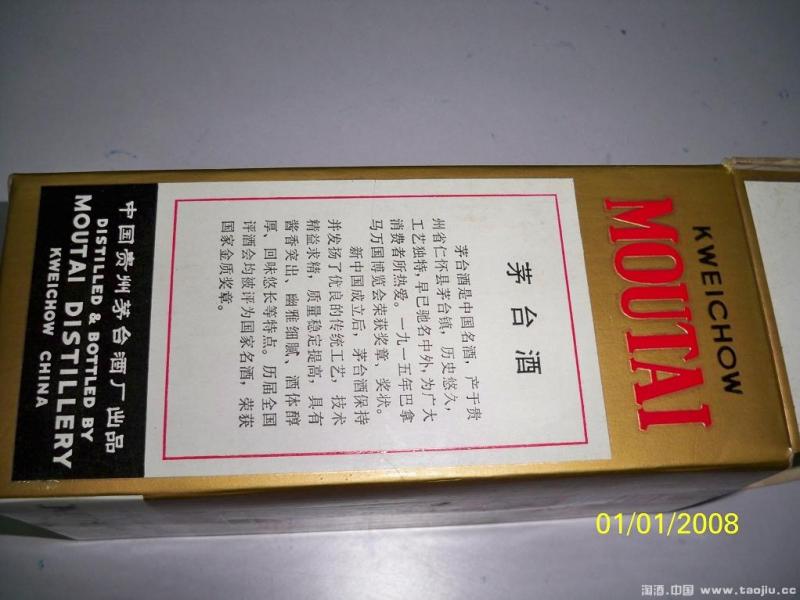 KWEICHOW
MOUTAI
茅台酒
茅台酒是中国名酒，产于贵
州省仁怀县茅台镇，历史悠久，
工艺独特，早已驰名中外，为广大
消费者所热爱。一九一五年巴拿
马万国博览会荣获奖章、奖状。
新中国成立后，茅台酒保持
并发扬了优良的传统工艺，技术
精益求精，质量稳定提高，具有
酱香突出、幽雅细腻、酒体醇
厚、回味悠长等特点。历届全国
评酒会均被评为国家名酒，荣获
国家金质奖章。
中国贵州茅台酒厂出品
DISTILLED & BOTTLED BY
MOUTAI DISTILLERY
KWEICHOW CHINA
01/01/2008
淘酒.中国 www.taojiu.cc